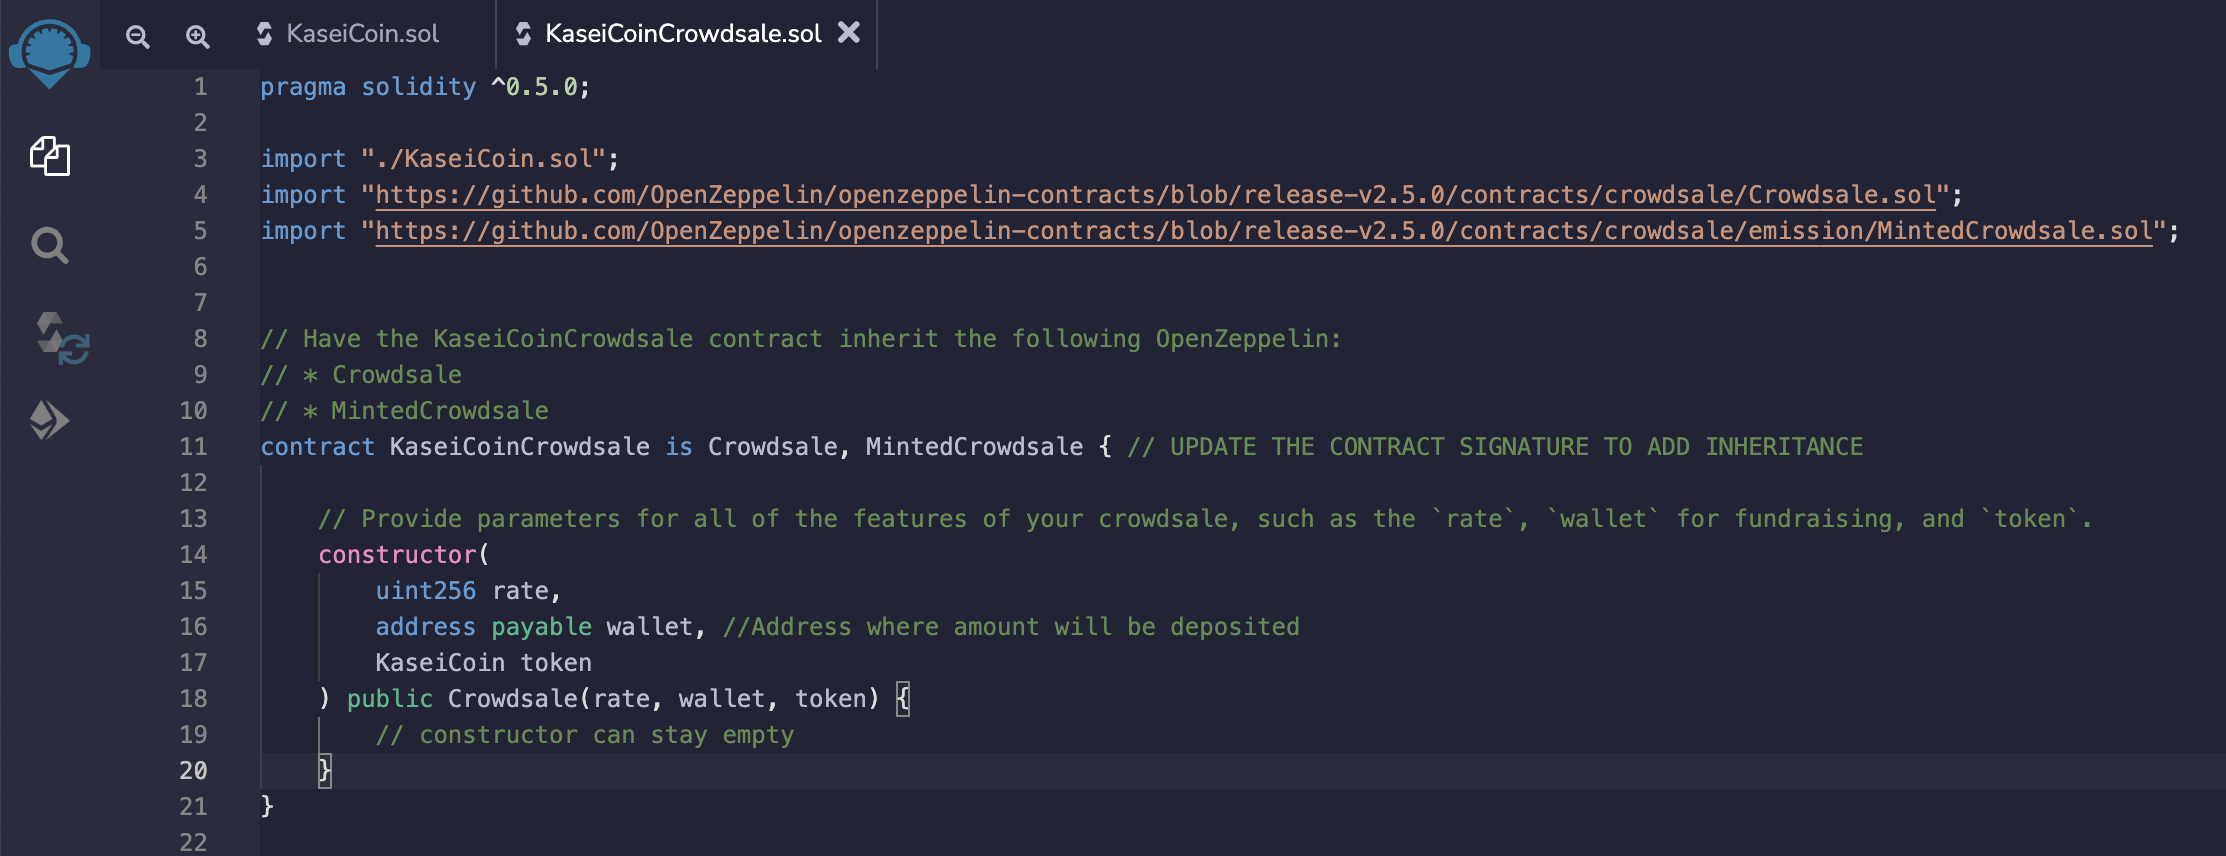 KaseiCoin.sol
KaseiCoinCrowdsale.sol
1 pragma solidity ^0.5.0;
2
3 import "./KaseiCoin.sol";
4 import "https://github.com/OpenZeppelin/openzeppelin-contracts/blob/release-v2.5.0/contracts/crowdsale/Crowdsale.sol";
5 import "https://github.com/OpenZeppelin/openzeppelin-contracts/blob/release-v2.5.0/contracts/crowdsale/emission/MintedCrowdsale.sol";
6
7
8 // Have the KaseiCoinCrowdsale contract inherit the following OpenZeppelin:
9 // * Crowdsale
10 // * MintedCrowdsale
11 contract KaseiCoinCrowdsale is Crowdsale, MintedCrowdsale { // UPDATE THE CONTRACT SIGNATURE TO ADD INHERITANCE
12
13     // Provide parameters for all of the features of your crowdsale, such as the `rate`, `wallet` for fundraising, and `token`.
14     constructor(
15         uint256 rate,
16         address payable wallet, //Address where amount will be deposited
17         KaseiCoin token
18     ) public Crowdsale(rate, wallet, token) {
19         // constructor can stay empty
20     }
21 }
22